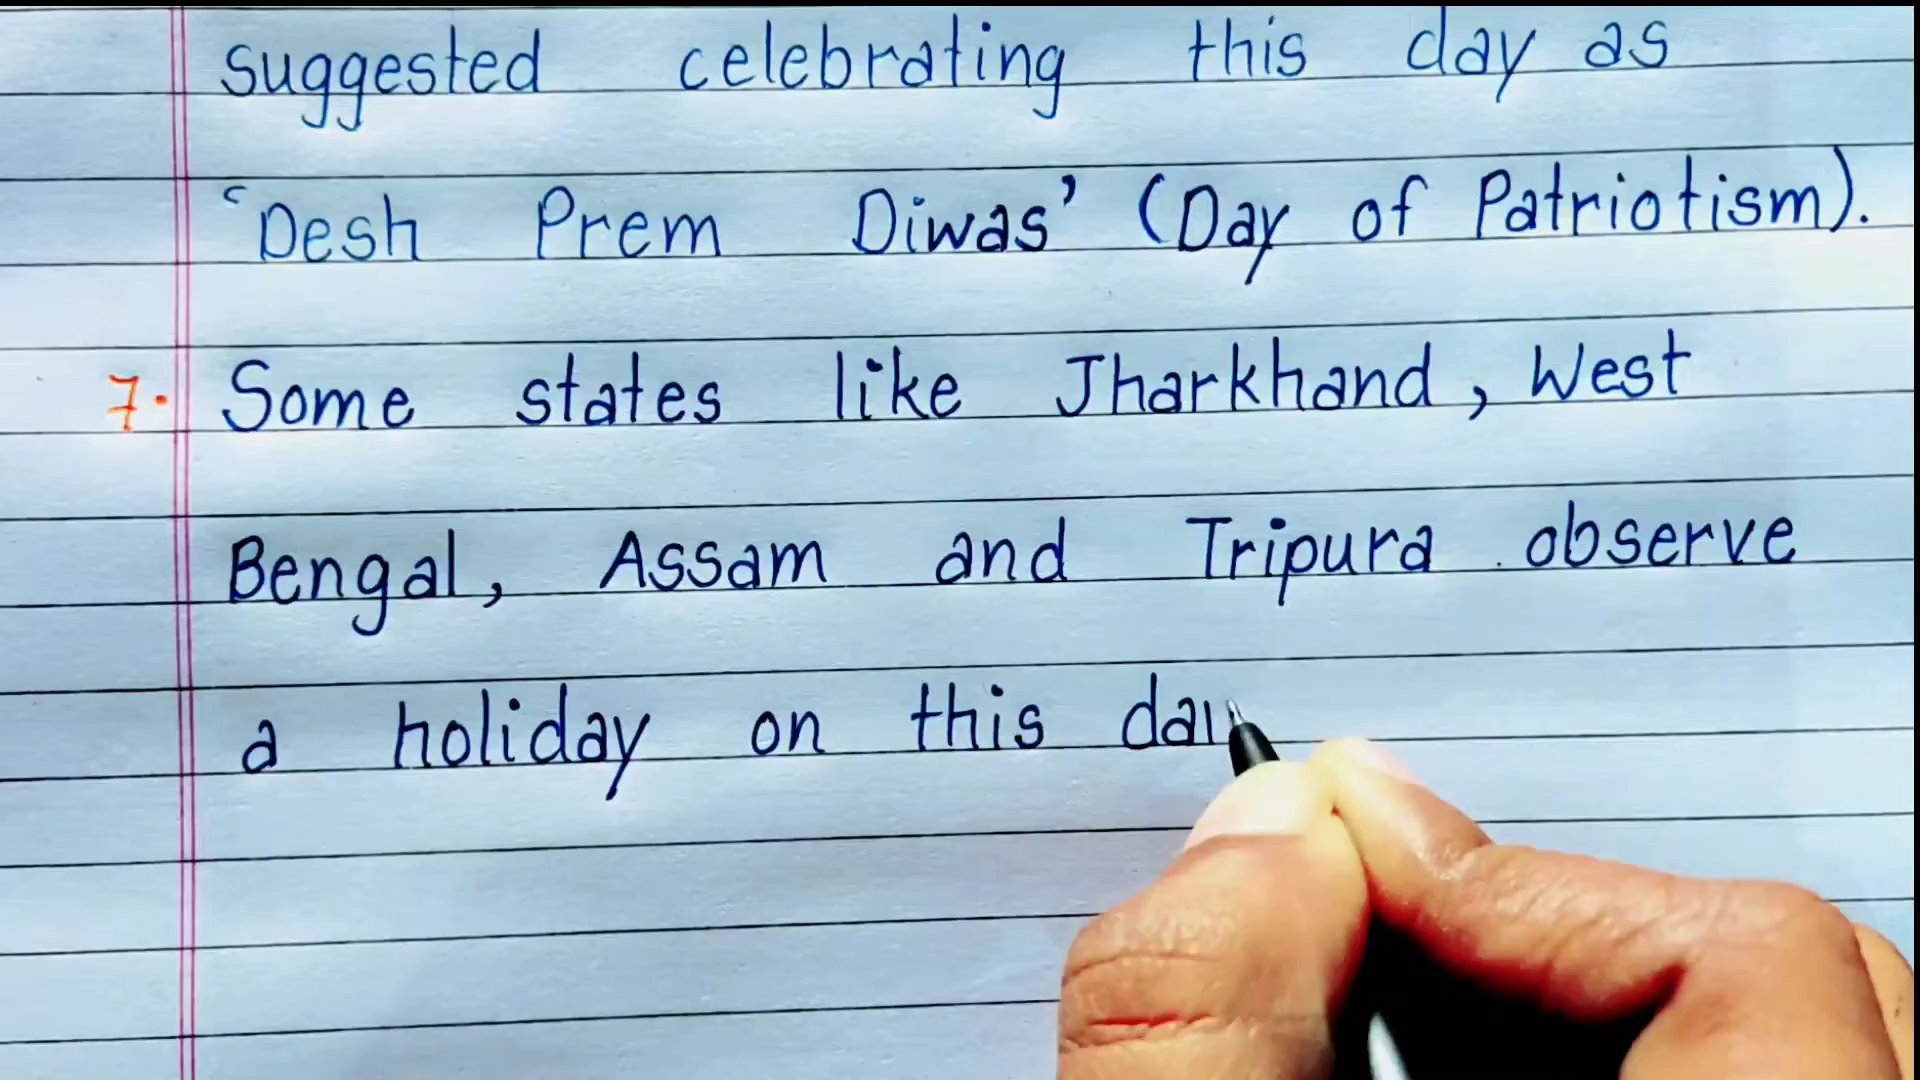 suggested celebrating this day as
‘Desh Prem Diwas’ (Day of Patriotism).
7. Some states like Jharkhand, West
Bengal, Assam and Tripura observe
a holiday on this